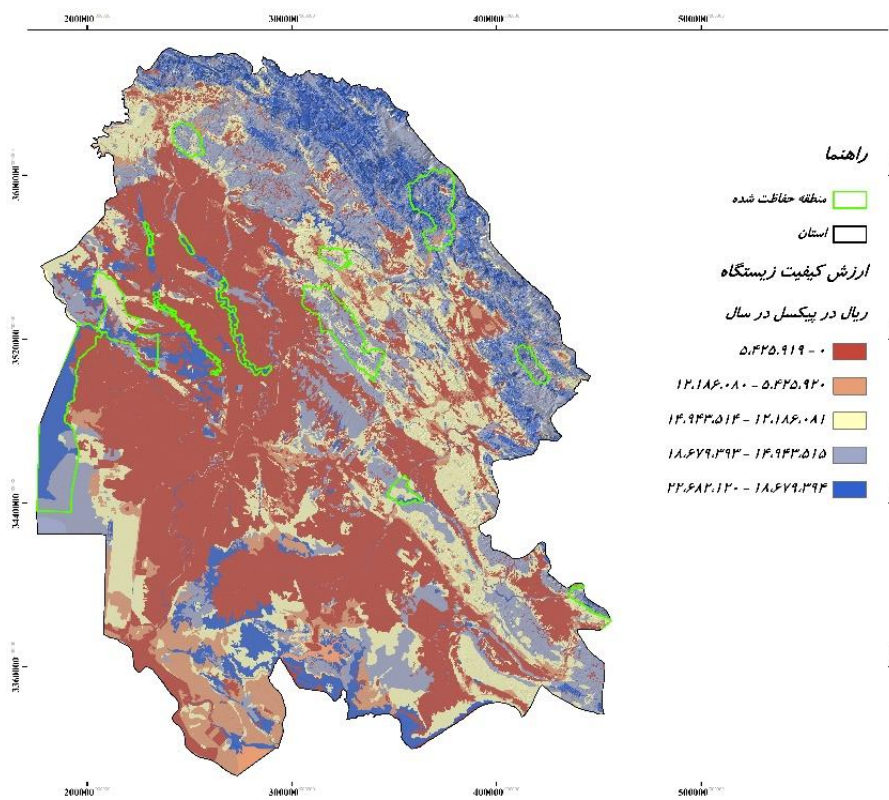 200000 300000 400000 500000
3600000
3520000
3440000
3360000
راهنما
منطقه حفاظت شده
استان
ارزش کیفیت زیستگاه
ریال در پیکسل در سال
۵،۴۲۵،۹۱۹ - ۰
۱۲،۱۸۶،۰۸۰ - ۵،۴۲۵،۹۲۰
۱۴،۹۴۳،۵۱۴ - ۱۲،۱۸۶،۰۸۱
۱۸،۶۷۹،۳۹۳ - ۱۴،۹۴۳،۵۱۵
۲۲،۶۸۲،۱۲۰ - ۱۸،۶۷۹،۳۹۴
200000 300000 400000 500000